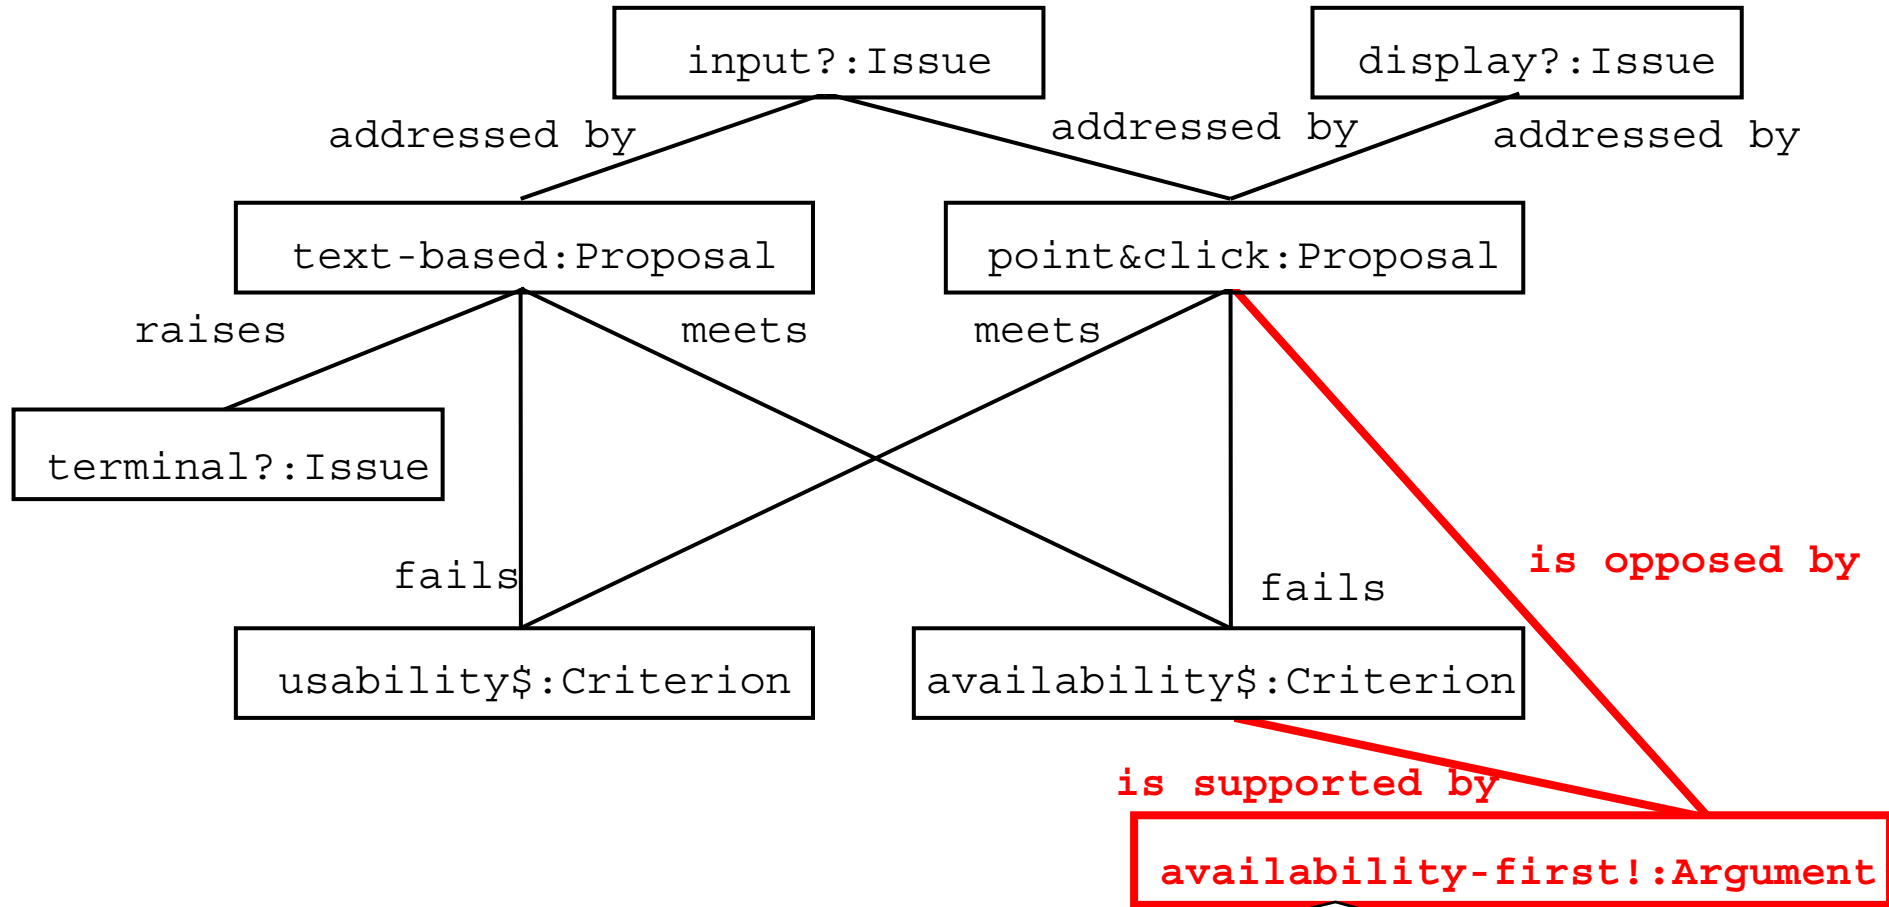 input?:Issue
display?:Issue
addressed by
addressed by
addressed by
text-based:Proposal
point&click:Proposal
raises
meets
meets
terminal?:Issue
is opposed by
fails
fails
usability$:Criterion
availability$:Criterion
is supported by
availability-first!:Argument